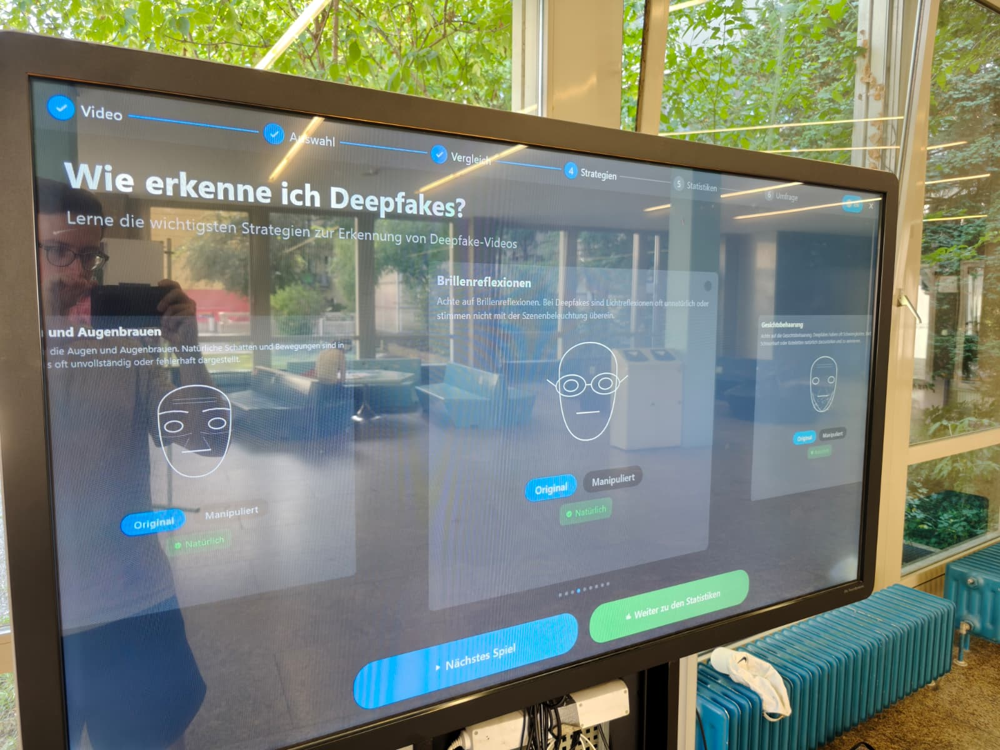 Video
Auswahl
Vergleich
4 Strategien
5 Statistiken
6 Umfrage
x
Wie erkenne ich Deepfakes?
Lerne die wichtigsten Strategien zur Erkennung von Deepfake-Videos
und Augenbrauen
die Augen und Augenbrauen. Natürliche Schatten und Bewegungen sind in
s oft unvollständig oder fehlerhaft dargestellt.
Original
Manipuliert
Natürlich
Brillenreflexionen
Achte auf Brillenreflexionen. Bei Deepfakes sind Lichtreflexionen oft unnatürlich oder
stimmen nicht mit der Szenenbeleuchtung überein.
Original
Manipuliert
Natürlich
Gesichtsbehaarung
Achte auf die Gesichtsbehaarung. Deepfakes haben oft Schwierigkeiten,
Schnurrbart oder Koteletten natürlich darzustellen und zu animieren.
Original
Manipuliert
Natürlich
Nächstes Spiel
Weiter zu den Statistiken